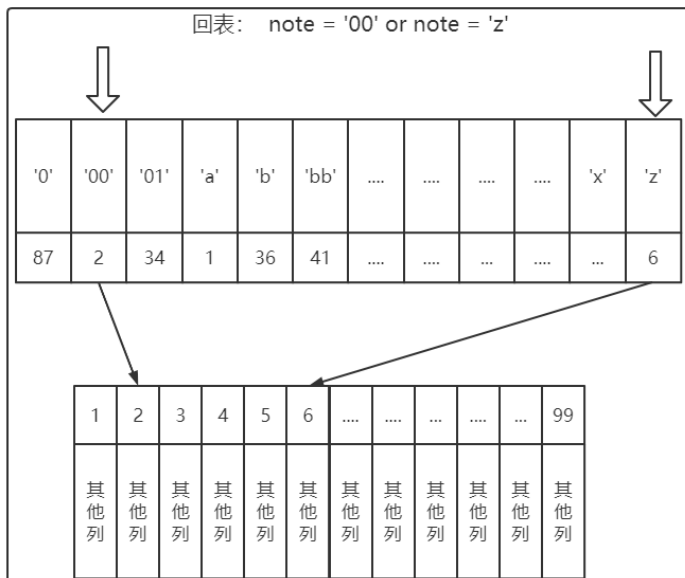 回表： note = '00' or note = 'z'
'0' '00' '01' 'a' 'b' 'bb' .... .... .... .... 'x' 'z'
87 2 34 1 36 41 .... .... ... .... ... 6
1 2 3 4 5 6 .... .... ... .... ... 99
其他列 其他列 其他列 其他列 其他列 其他列 其他列 其他列 其他列 其他列 其他列 其他列